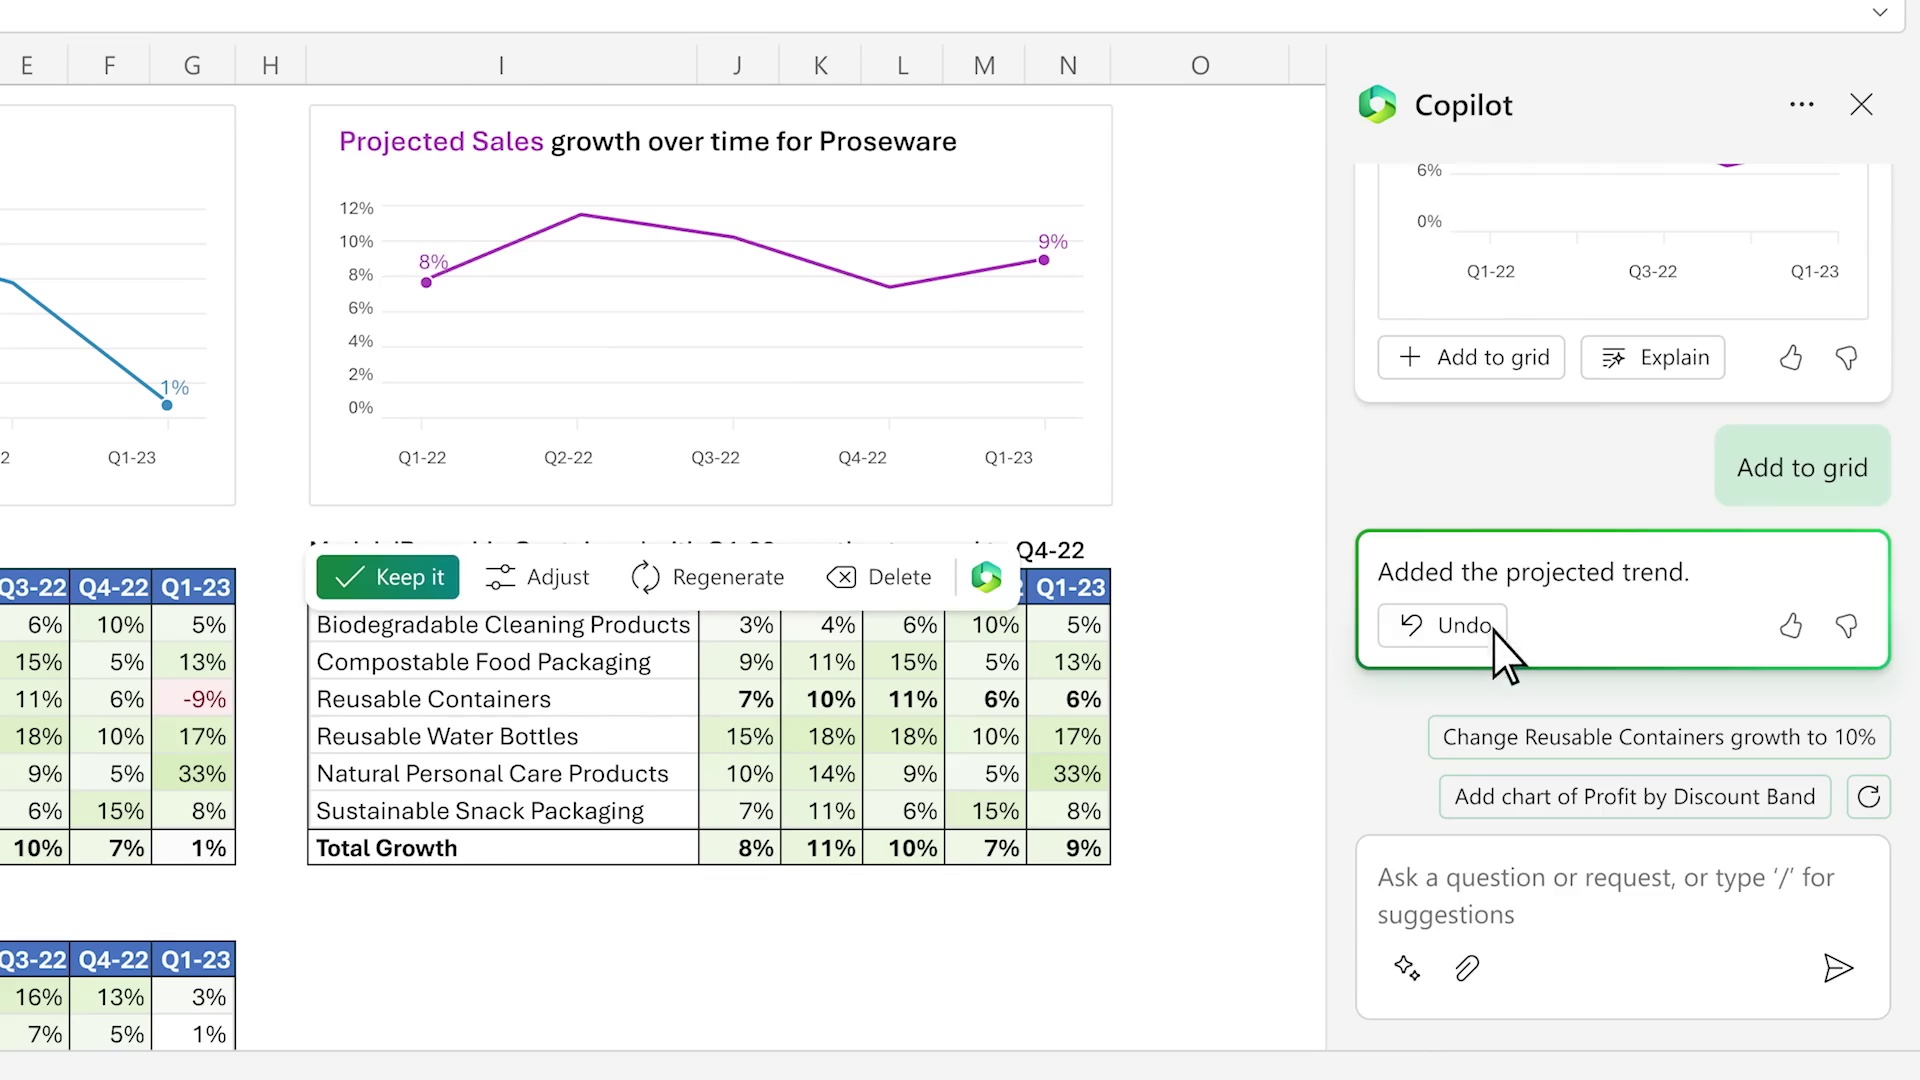 E F G H I J K L M N O
Copilot
Projected Sales growth over time for Proseware
12%
10%
8%
6%
4%
2%
0%
8%
9%
Q1-22 Q2-22 Q3-22 Q4-22 Q1-23
1%
2 Q1-23
6%
0%
Q1-22 Q3-22 Q1-23
Add to grid Explain
Add to grid
Added the projected trend.
Undo
Change Reusable Containers growth to 10%
Add chart of Profit by Discount Band
Ask a question or request, or type ‘/’ for
suggestions
Q4-22
Keep it Adjust Regenerate Delete
Q3-22 Q4-22 Q1-23
6% 10% 5%
15% 5% 13%
11% 6% -9%
18% 10% 17%
9% 5% 33%
6% 15% 8%
10% 7% 1%
Q1-23
Biodegradable Cleaning Products 3% 4% 6% 10% 5%
Compostable Food Packaging 9% 11% 15% 5% 13%
Reusable Containers 7% 10% 11% 6% 6%
Reusable Water Bottles 15% 18% 18% 10% 17%
Natural Personal Care Products 10% 14% 9% 5% 33%
Sustainable Snack Packaging 7% 11% 6% 15% 8%
Total Growth 8% 11% 10% 7% 9%
Q3-22 Q4-22 Q1-23
16% 13% 3%
7% 5% 1%